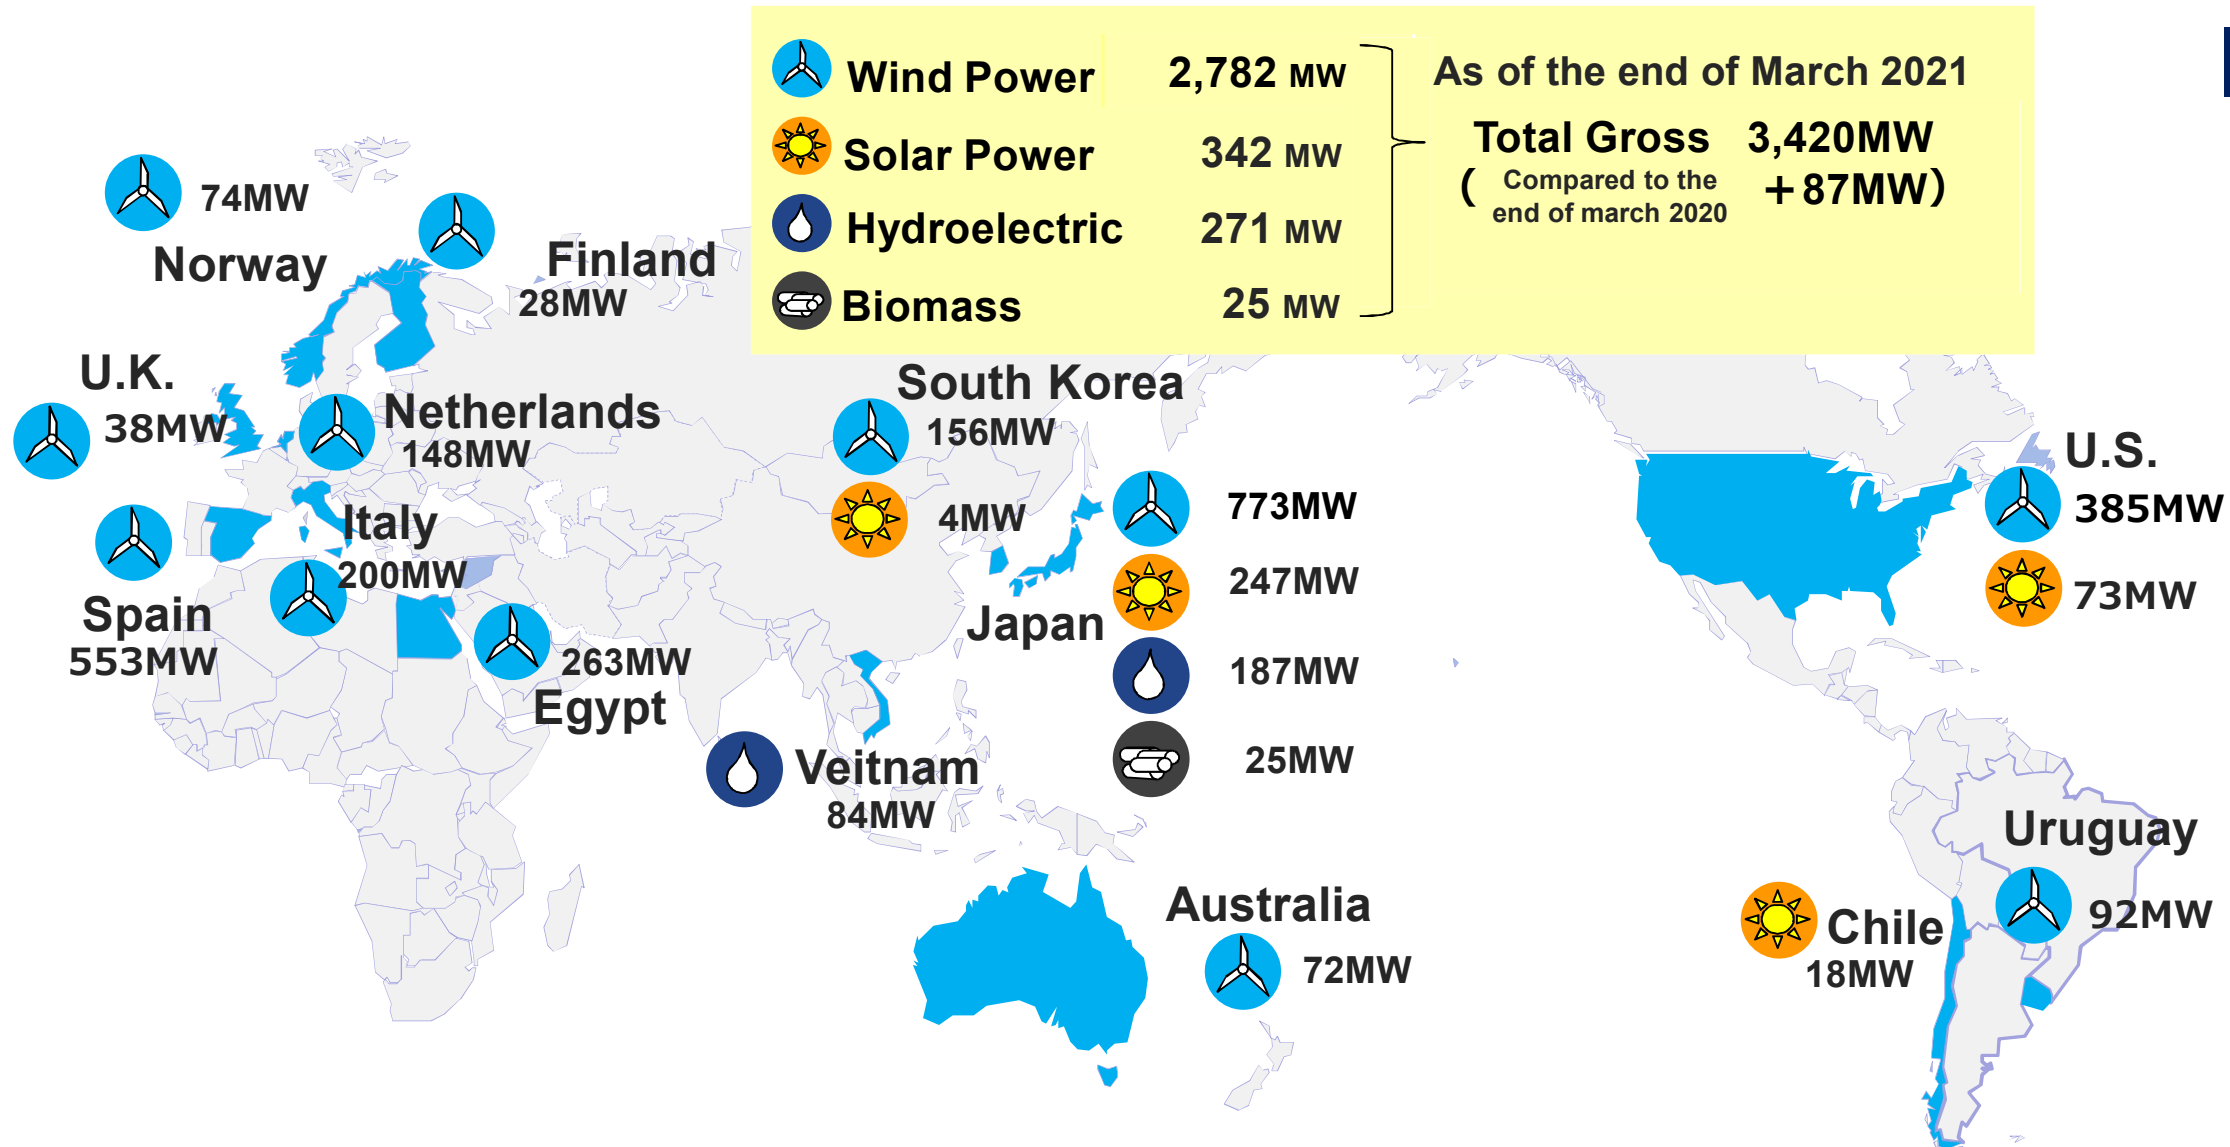 Wind Power 2,782 MW
Solar Power 342 MW
Hydroelectric 271 MW
Biomass 25 MW
As of the end of March 2021
Total Gross 3,420MW
( Compared to the
end of march 2020
+87MW)
74MW
Norway
Finland
28MW
U.K.
38MW
Netherlands
148MW
Italy
200MW
Spain
553MW
263MW
Egypt
South Korea
156MW
4MW
Japan
773MW
247MW
187MW
25MW
Veitnam
84MW
Australia
72MW
U.S.
385MW
73MW
Uruguay
92MW
Chile
18MW